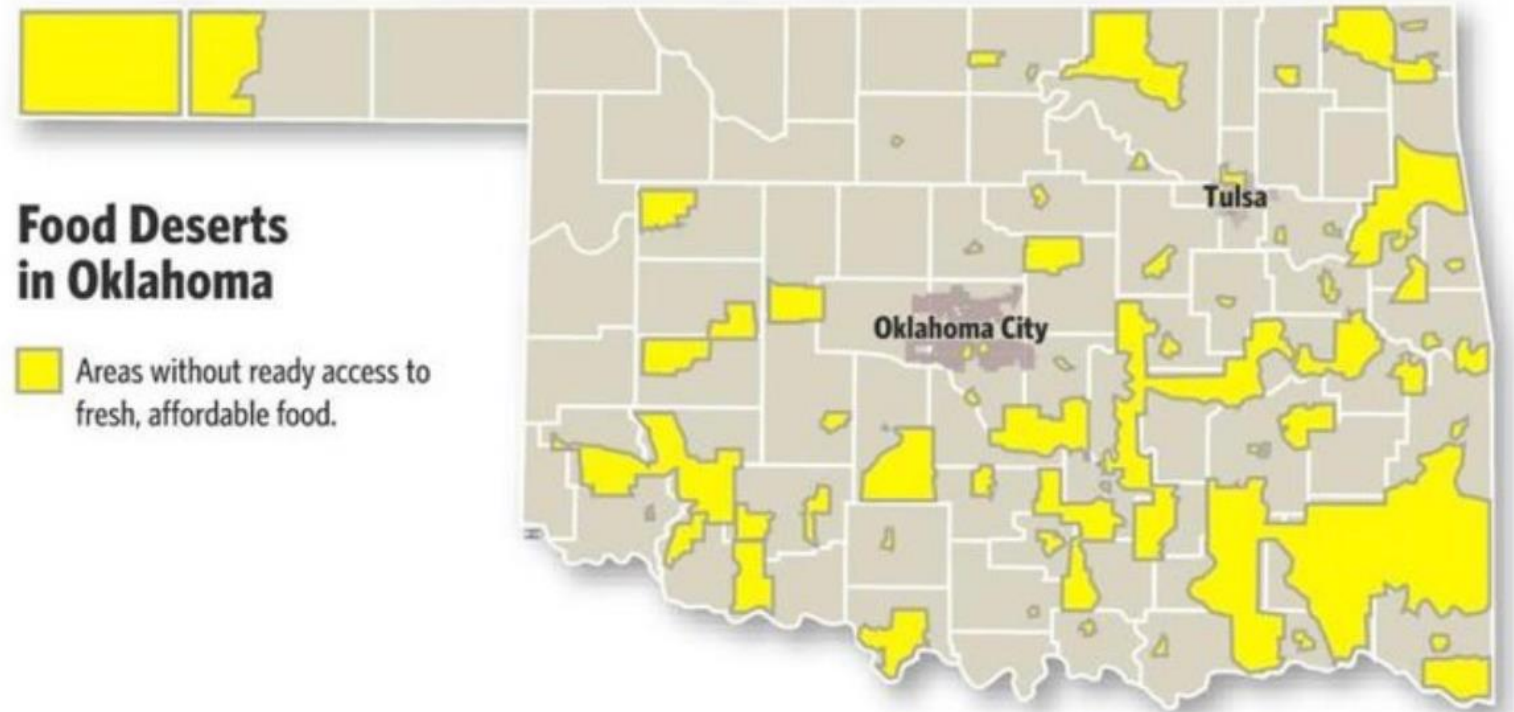 Food Deserts
in Oklahoma
Areas without ready access to
fresh, affordable food.
Tulsa
Oklahoma City